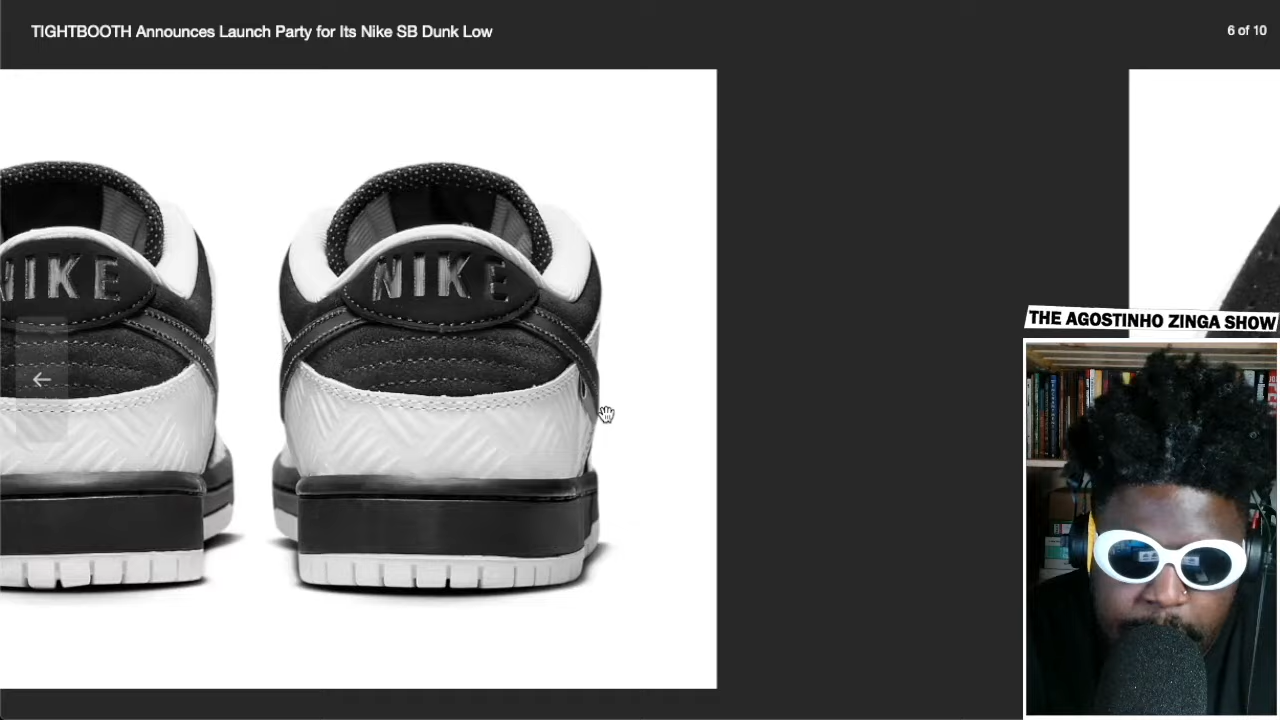 TIGHTBOOTH Announces Launch Party for Its Nike SB Dunk Low
6 of 10
NIKE
NIKE
THE AGOSTINHO ZINGA SHOW